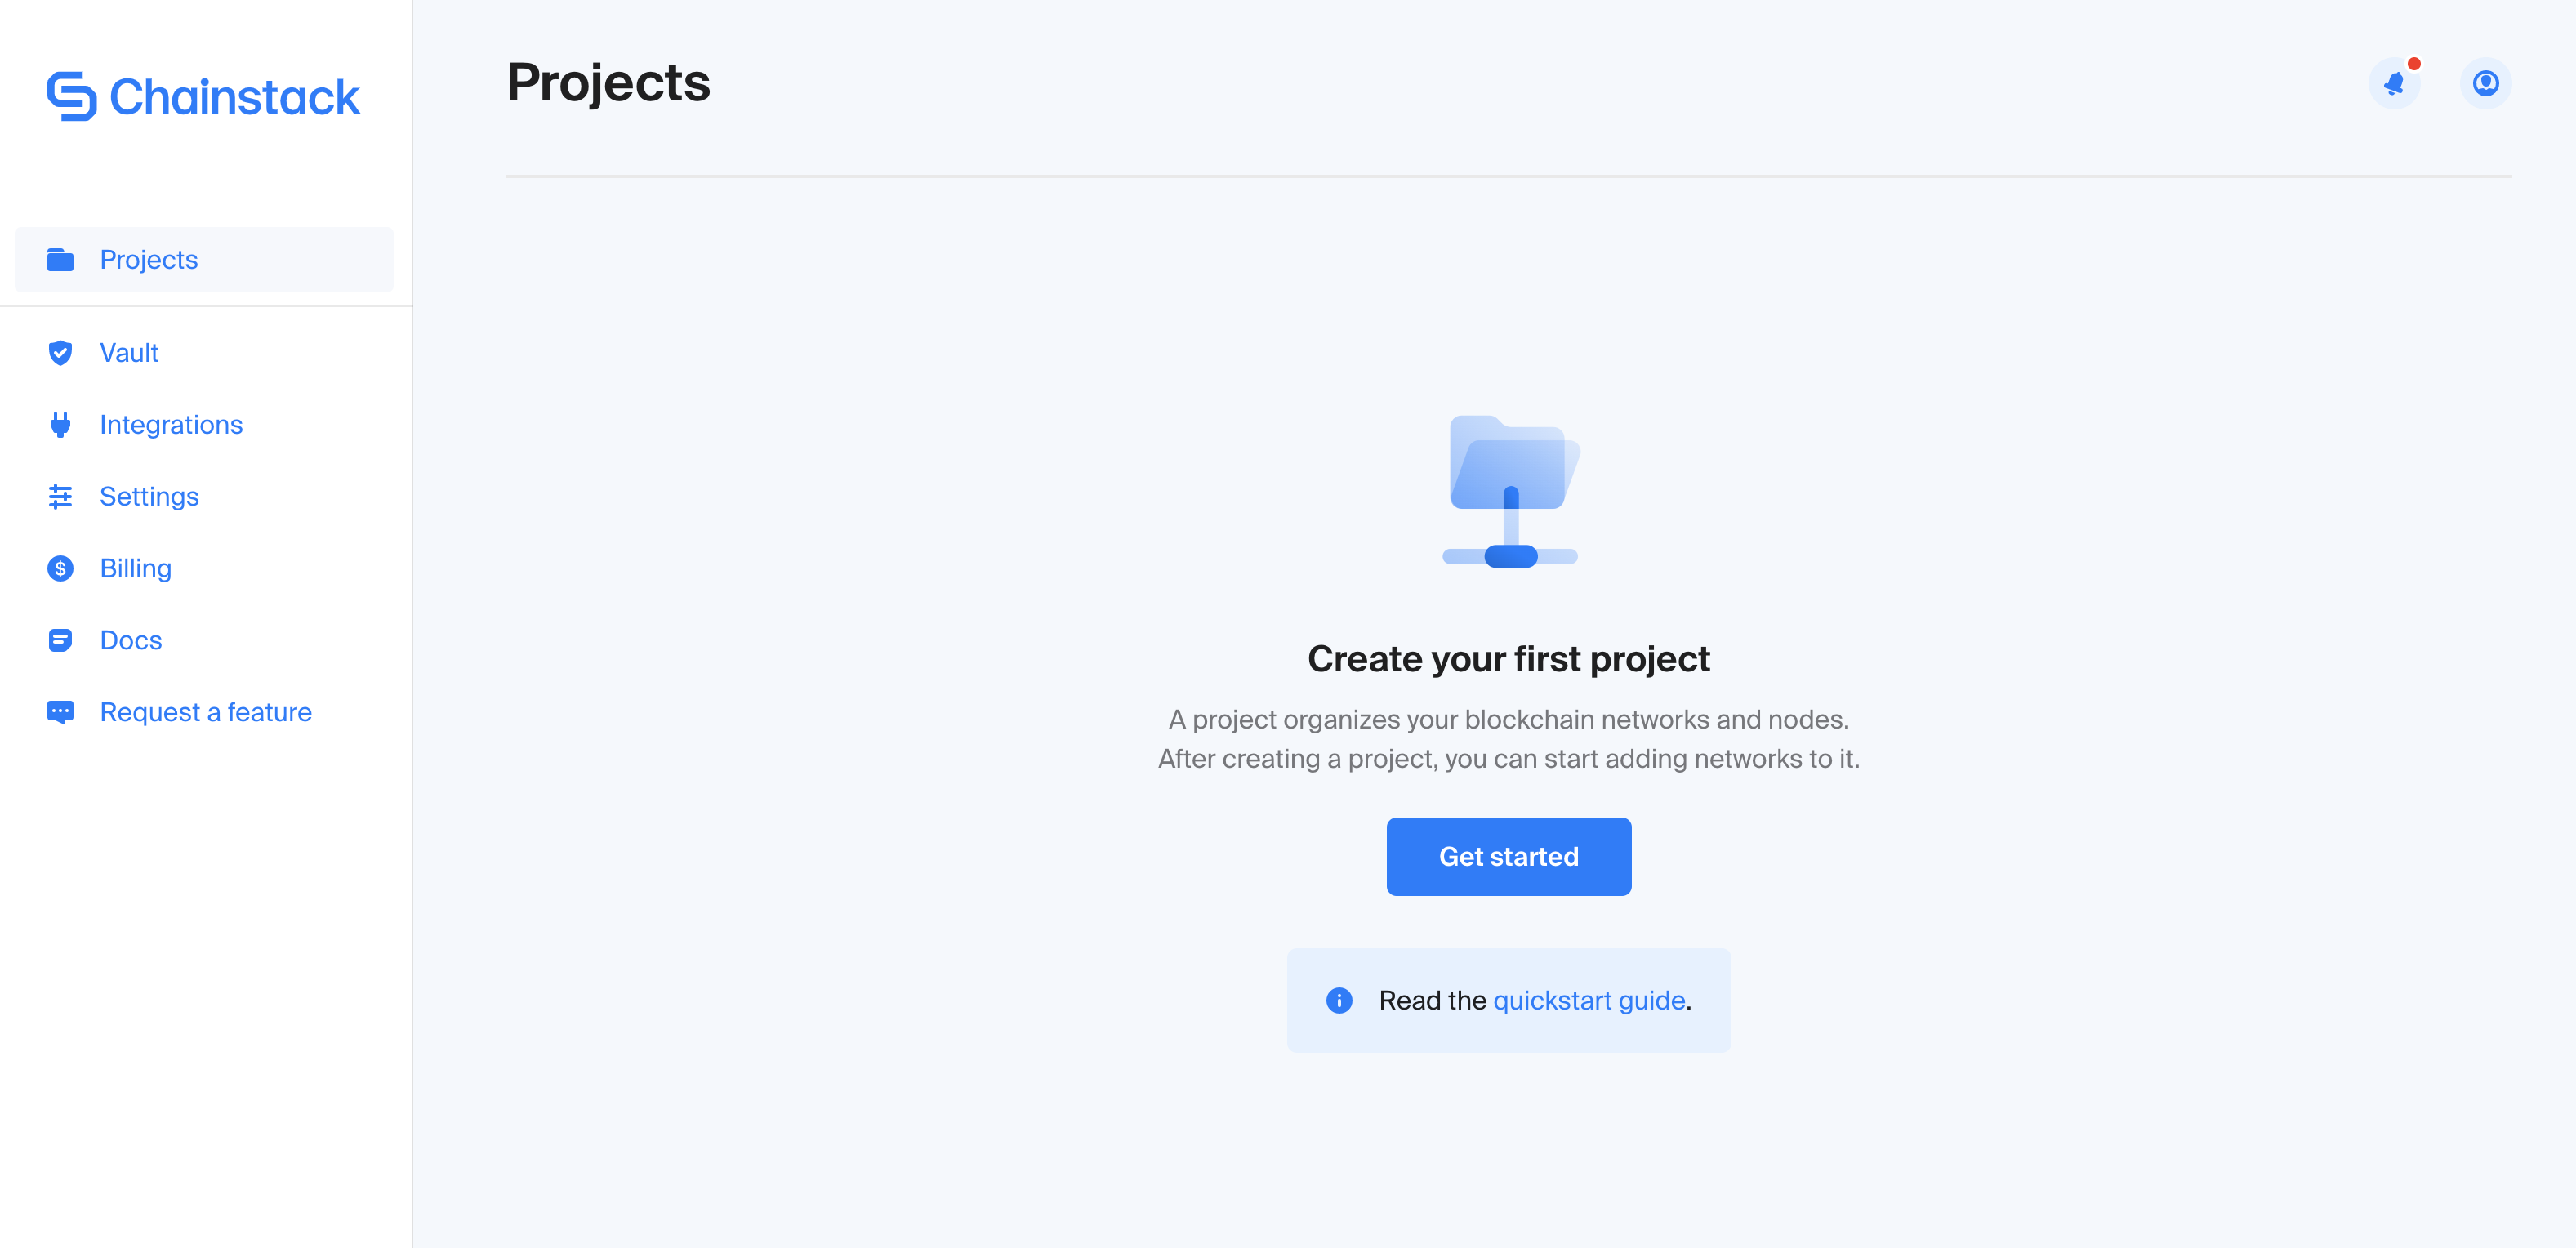 Chainstack
Projects
Vault
Integrations
Settings
Billing
Docs
Request a feature
Projects
Create your first project
A project organizes your blockchain networks and nodes.
After creating a project, you can start adding networks to it.
Get started
Read the quickstart guide.